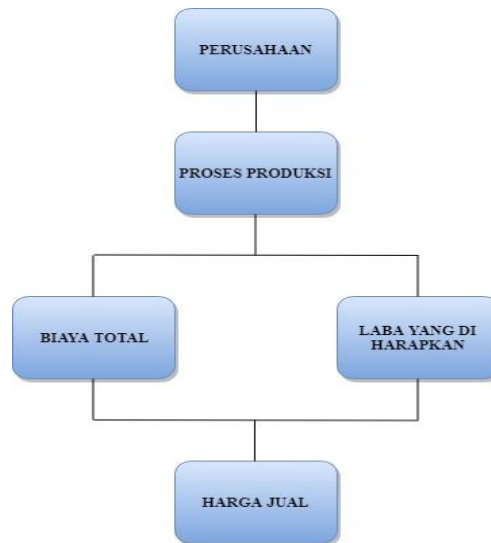 PERUSAHAAN
PROSES PRODUKSI
BIAYA TOTAL
LABA YANG DI
HARAPKAN
HARGA JUAL